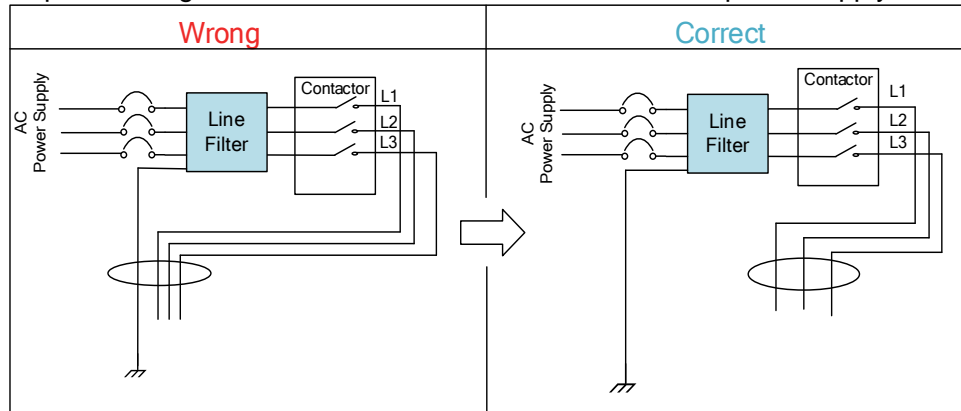 Wrong
Correct
AC
Power Supply
Line
Filter
Contactor
L1
L2
L3
AC
Power Supply
Line
Filter
Contactor
L1
L2
L3